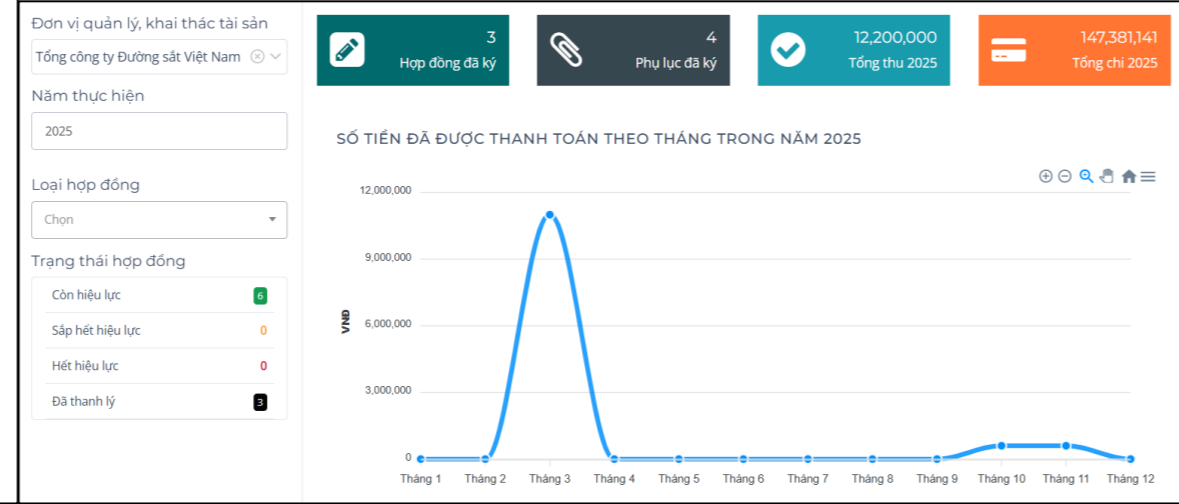 Đơn vị quản lý, khai thác tài sản
Tổng công ty Đường sắt Việt Nam
Năm thực hiện
2025
Loại hợp đồng
Chọn
Trạng thái hợp đồng
Còn hiệu lực 6
Sắp hết hiệu lực 0
Hết hiệu lực 0
Đã thanh lý 3
3
Hợp đồng đã ký
4
Phụ lục đã ký
12,200,000
Tổng thu 2025
147,381,141
Tổng chi 2025
SỐ TIỀN ĐÃ ĐƯỢC THANH TOÁN THEO THÁNG TRONG NĂM 2025
12,000,000
9,000,000
6,000,000
3,000,000
0
VNĐ
Tháng 1 Tháng 2 Tháng 3 Tháng 4 Tháng 5 Tháng 6 Tháng 7 Tháng 8 Tháng 9 Tháng 10 Tháng 11 Tháng 12